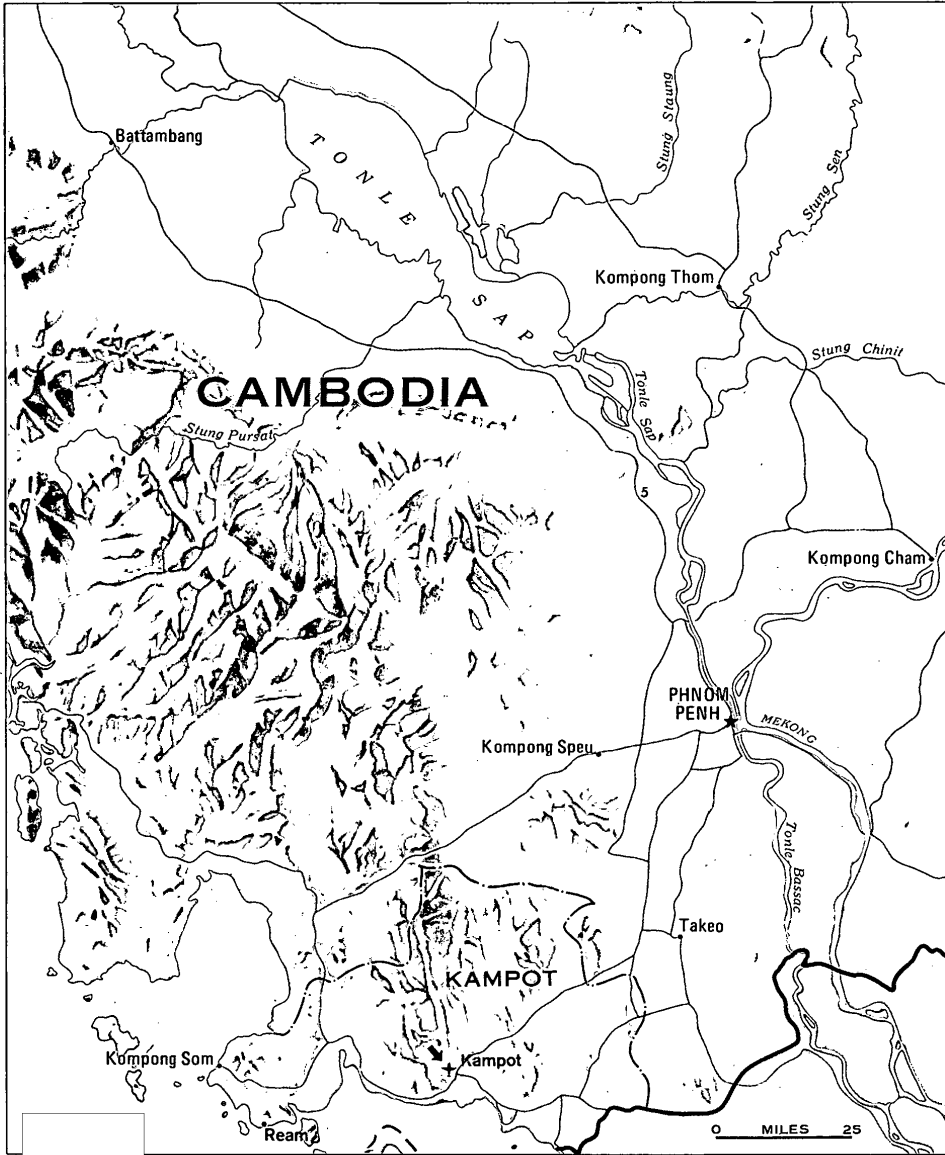 Battambang
TONLE SAP
Stung Staung
Stung Sen
Kompong Thom
Stung Chinit
CAMBODIA
Tonle Sap
Stung Pursat
5
Kompong Cham
PHNOM
PENH
MEKONG
Kompong Speu
Tonle Bassac
Takeo
KAMPOT
Kompong Som
Kampot
Ream
0 MILES 25